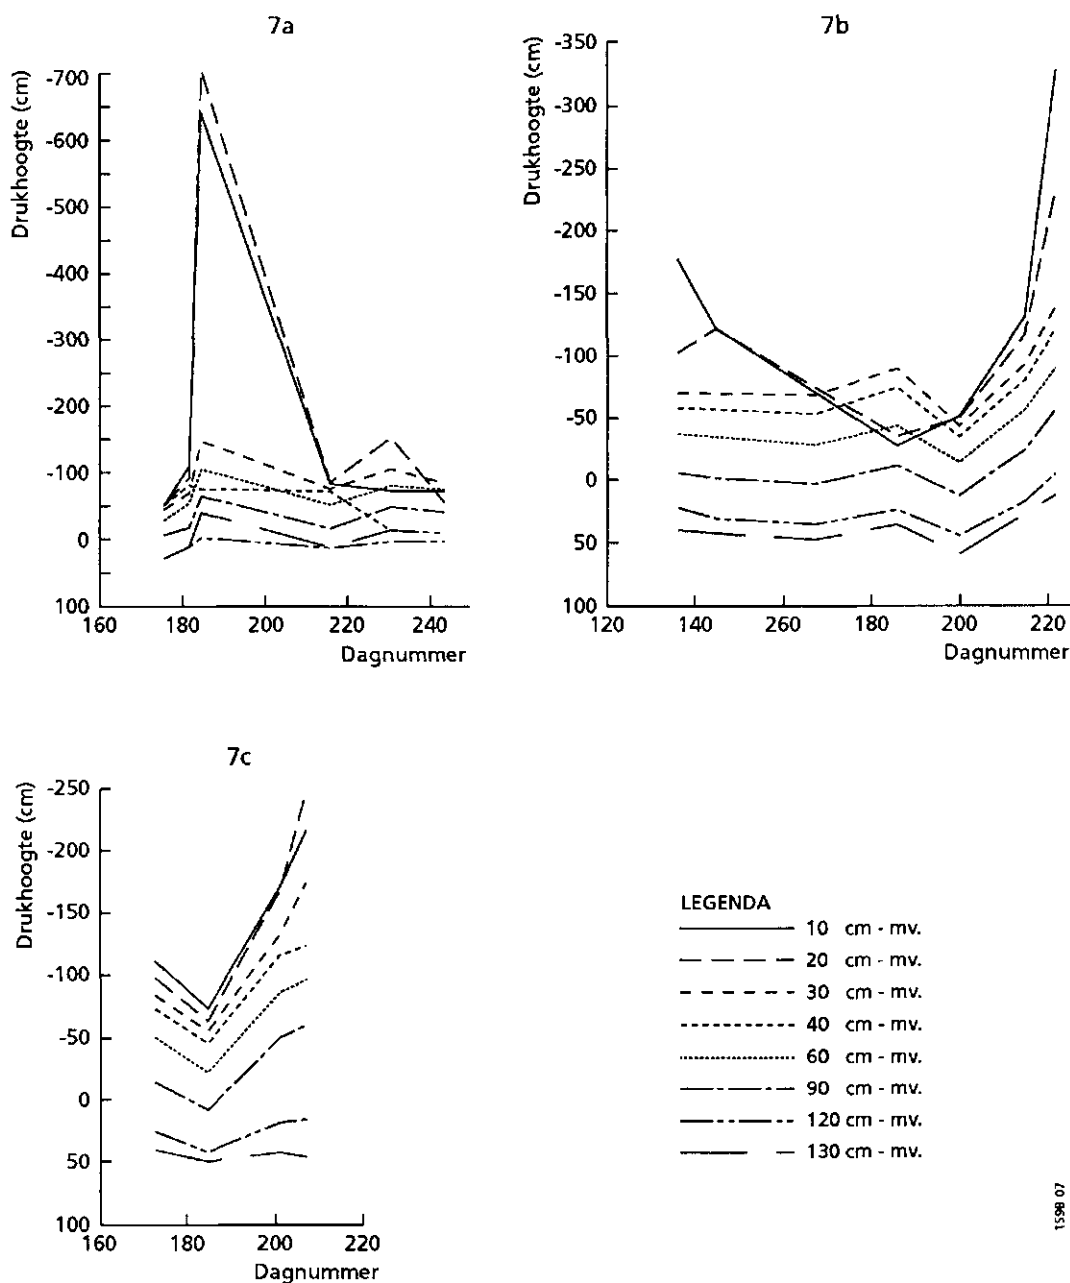 7a
Drukhoogte (cm)
-700
-600
-500
-400
-300
-200
-100
0
100
160 180 200 220 240
Dagnummer
7b
Drukhoogte (cm)
-350
-300
-250
-200
-150
-100
-50
0
50
100
120 140 260 180 200 220
Dagnummer
7c
Drukhoogte (cm)
-250
-200
-150
-100
-50
0
50
100
160 180 200 220
Dagnummer
LEGENDA
10 cm - mv.
20 cm - mv.
30 cm - mv.
40 cm - mv.
60 cm - mv.
90 cm - mv.
120 cm - mv.
130 cm - mv.
1598 07